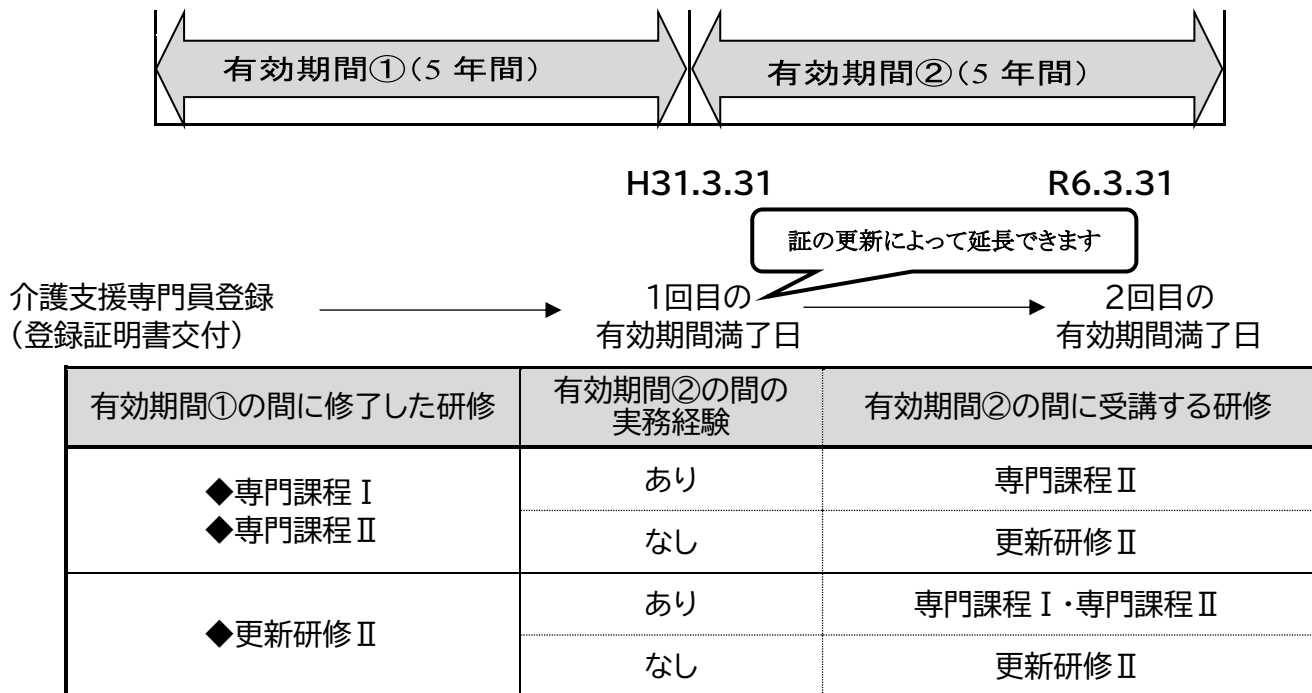 有効期間①(5 年間)
有効期間②(5 年間)
H31.3.31
R6.3.31
証の更新によって延長できます
介護支援専門員登録
(登録証明書交付)
1回目の
有効期間満了日
2回目の
有効期間満了日
有効期間①の間に修了した研修
有効期間②の間の
実務経験
有効期間②の間に受講する研修
◆専門課程Ⅰ
◆専門課程Ⅱ
あり
専門課程Ⅱ
なし
更新研修Ⅱ
◆更新研修Ⅱ
あり
専門課程Ⅰ・専門課程Ⅱ
なし
更新研修Ⅱ